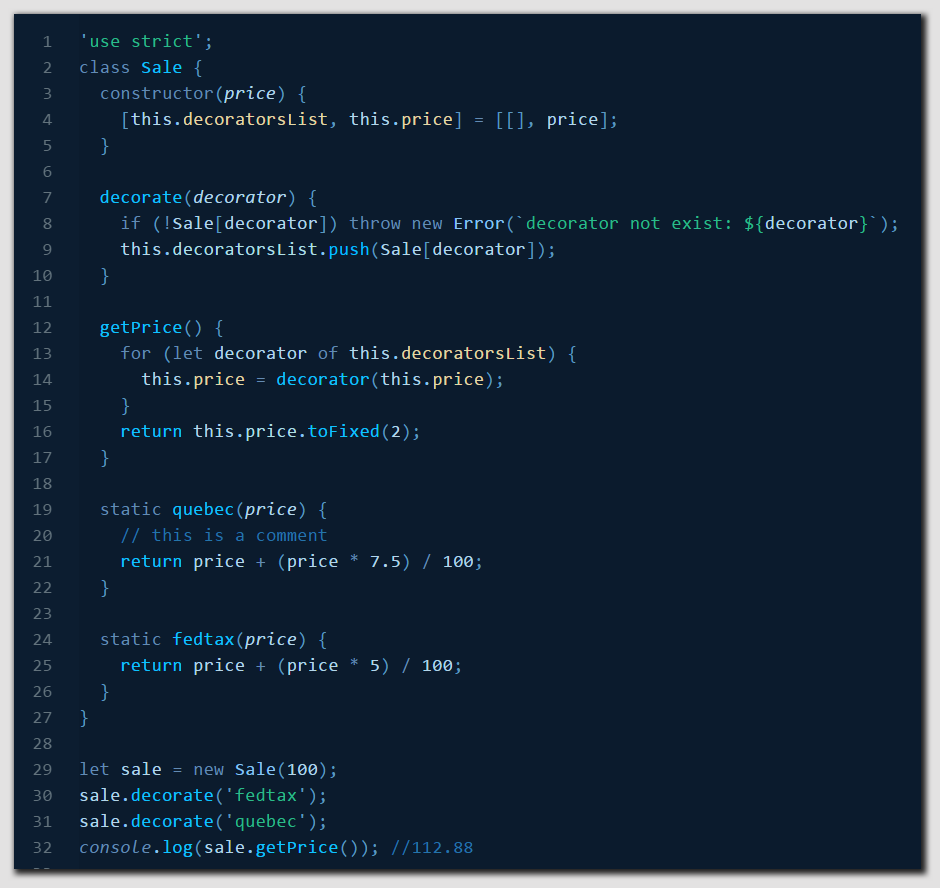 1 'use strict';
2 class Sale {
3   constructor(price) {
4     [this.decoratorsList, this.price] = [[], price];
5   }
6
7   decorate(decorator) {
8     if (!Sale[decorator]) throw new Error(`decorator not exist: ${decorator}`);
9     this.decoratorsList.push(Sale[decorator]);
10   }
11
12   getPrice() {
13     for (let decorator of this.decoratorsList) {
14       this.price = decorator(this.price);
15     }
16     return this.price.toFixed(2);
17   }
18
19   static quebec(price) {
20     // this is a comment
21     return price + (price * 7.5) / 100;
22   }
23
24   static fedtax(price) {
25     return price + (price * 5) / 100;
26   }
27 }
28
29 let sale = new Sale(100);
30 sale.decorate('fedtax');
31 sale.decorate('quebec');
32 console.log(sale.getPrice()); //112.88